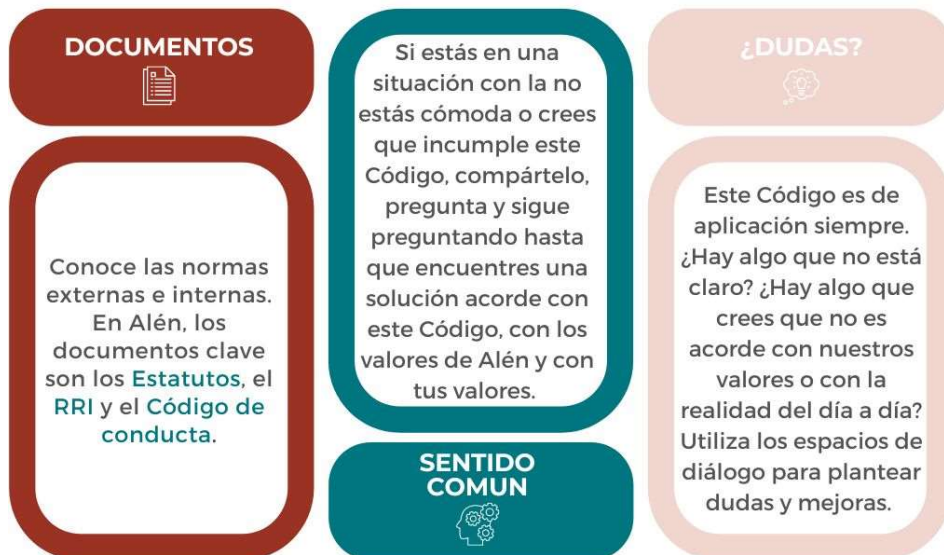 DOCUMENTOS
Conoce las normas
externas e internas.
En Alén, los
documentos clave
son los Estatutos, el
RRI y el Código de
conducta.
Si estás en una
situación con la no
estás cómoda o crees
que incumple este
Código, compártelo,
pregunta y sigue
preguntando hasta
que encuentres una
solución acorde con
este Código, con los
valores de Alén y con
tus valores.
SENTIDO
COMUN
¿DUDAS?
Este Código es de
aplicación siempre.
¿Hay algo que no está
claro? ¿Hay algo que
crees que no es
acorde con nuestros
valores o con la
realidad del día a día?
Utiliza los espacios de
diálogo para plantear
dudas y mejoras.